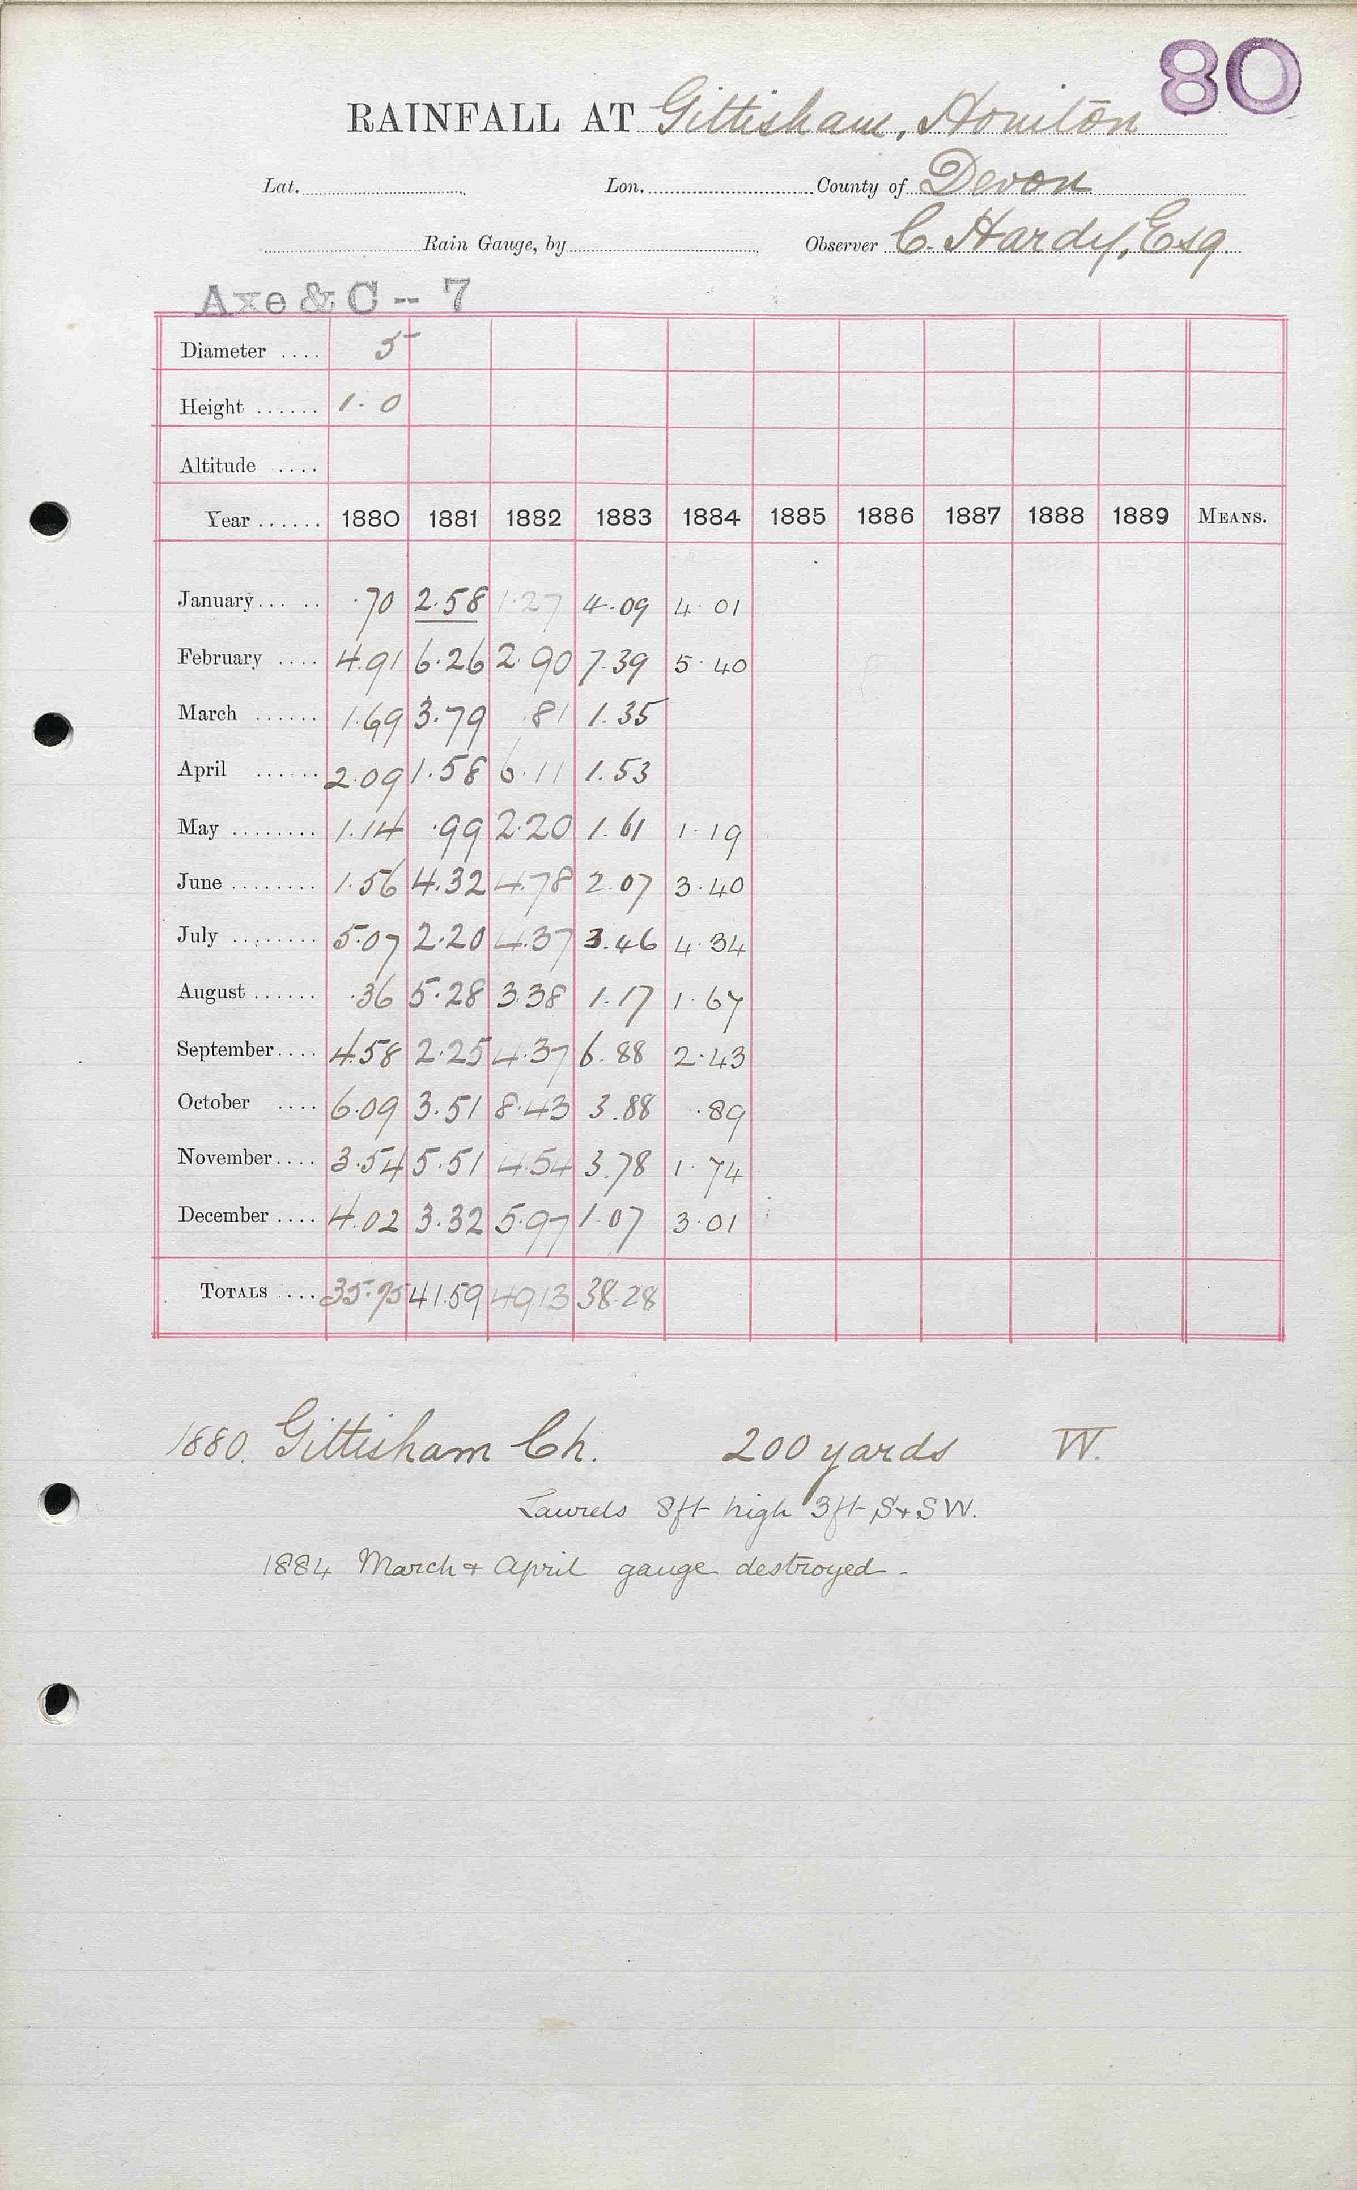 80
RAINFALL AT Gittisham, Honiton
Lat. Lon. County of Devon
Rain Gauge, by Observer C. Hardy, Esq.
Axe & C -- 7
Diameter .... 5
Height ...... 1. 0
Altitude ....
Year ...... 1880 1881 1882 1883 1884 1885 1886 1887 1888 1889 MEANS.
January... .. .70 2.58 1.27 4.09 4.01
February .... 4.91 6.26 2.90 7.39 5.40
March ...... 1.69 3.79 .81 1.35
April ...... 2.09 1.58 6.11 1.53
May ........ 1.14 .99 2.20 1.61 1.19
June ........ 1.56 4.32 4.78 2.07 3.40
July ........ 5.07 2.20 4.37 3.46 4.34
August ...... .36 5.28 3.38 1.17 1.67
September.... 4.58 2.25 4.37 6.88 2.43
October .... 6.09 3.51 8.43 3.88 .89
November.... 3.54 5.51 4.54 3.78 1.74
December .... 4.02 3.32 5.97 1.07 3.01
TOTALS .... 35.75 41.59 49.13 38.28
1880. Gittisham Ch. 200 yards W.
Laurels 8ft high 3ft S + SW.
1884 March + April gauge destroyed.